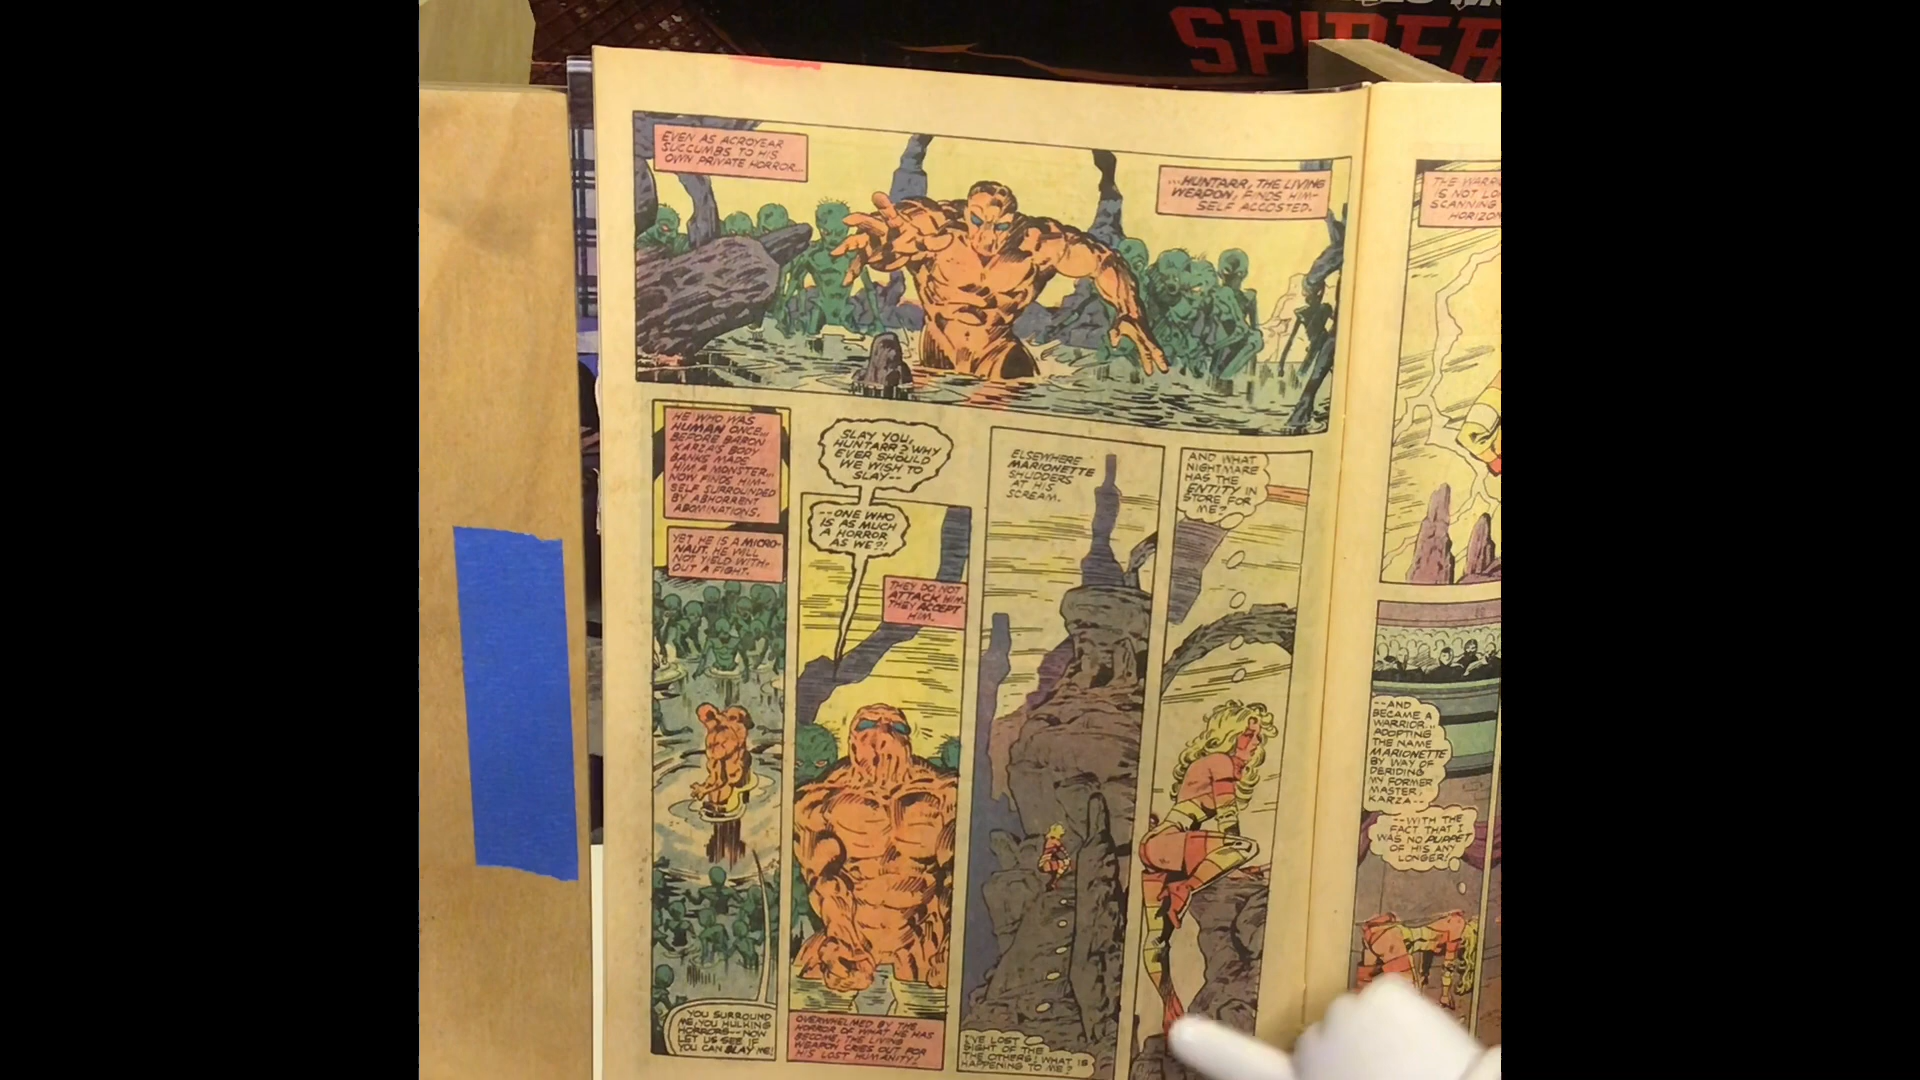 SPIDER
EVEN AS ACROYEAR
SUCCUMBS TO HIS
OWN PRIVATE HORROR...
...HUNTARR, THE LIVING
WEAPON, FINDS HIM-
SELF ACCOSTED.
HE WHO WAS
HUMAN ONCE...
BEFORE BARON
KARZA'S BODY
BANKS MADE
HIM A MONSTER...
NOW FINDS HIM-
SELF SURROUNDED
BY ABHORRENT
ABOMINATIONS.
YET HE IS A MICRO-
NAUT. HE WILL
NOT YIELD WITH-
OUT A FIGHT.
YOU SURROUND
ME, YOU HULKING
HORRORS--NOW
LET US SEE IF
YOU CAN SLAY ME!
SLAY YOU,
HUNTARR? WHY
EVER SHOULD
WE WISH TO
SLAY--
--ONE WHO
IS AS MUCH
A HORROR
AS WE?!
THEY DO NOT
ATTACK HIM.
THEY ACCEPT
HIM.
OVERWHELMED BY THE
HORROR OF WHAT HE HAS
BECOME, THE LIVING
WEAPON CRIES OUT FOR
HIS LOST HUMANITY!
ELSEWHERE
MARIONETTE
SHUDDERS
AT HIS
SCREAM.
I'VE LOST
SIGHT OF THE
THE OTHERS! WHAT IS
HAPPENING TO ME?
AND WHAT
NIGHTMARE
HAS THE
ENTITY IN
STORE FOR
ME?
THE
IS NOT
SCANNING
HORIZON
--AND
BECAME A
WARRIOR...
ADOPTING
THE NAME
MARIONETTE
BY WAY OF
DERIDING
MY FORMER
MASTER,
KARZA--
--WITH THE
FACT THAT I
WAS NO PUPPET
OF HIS ANY
LONGER!